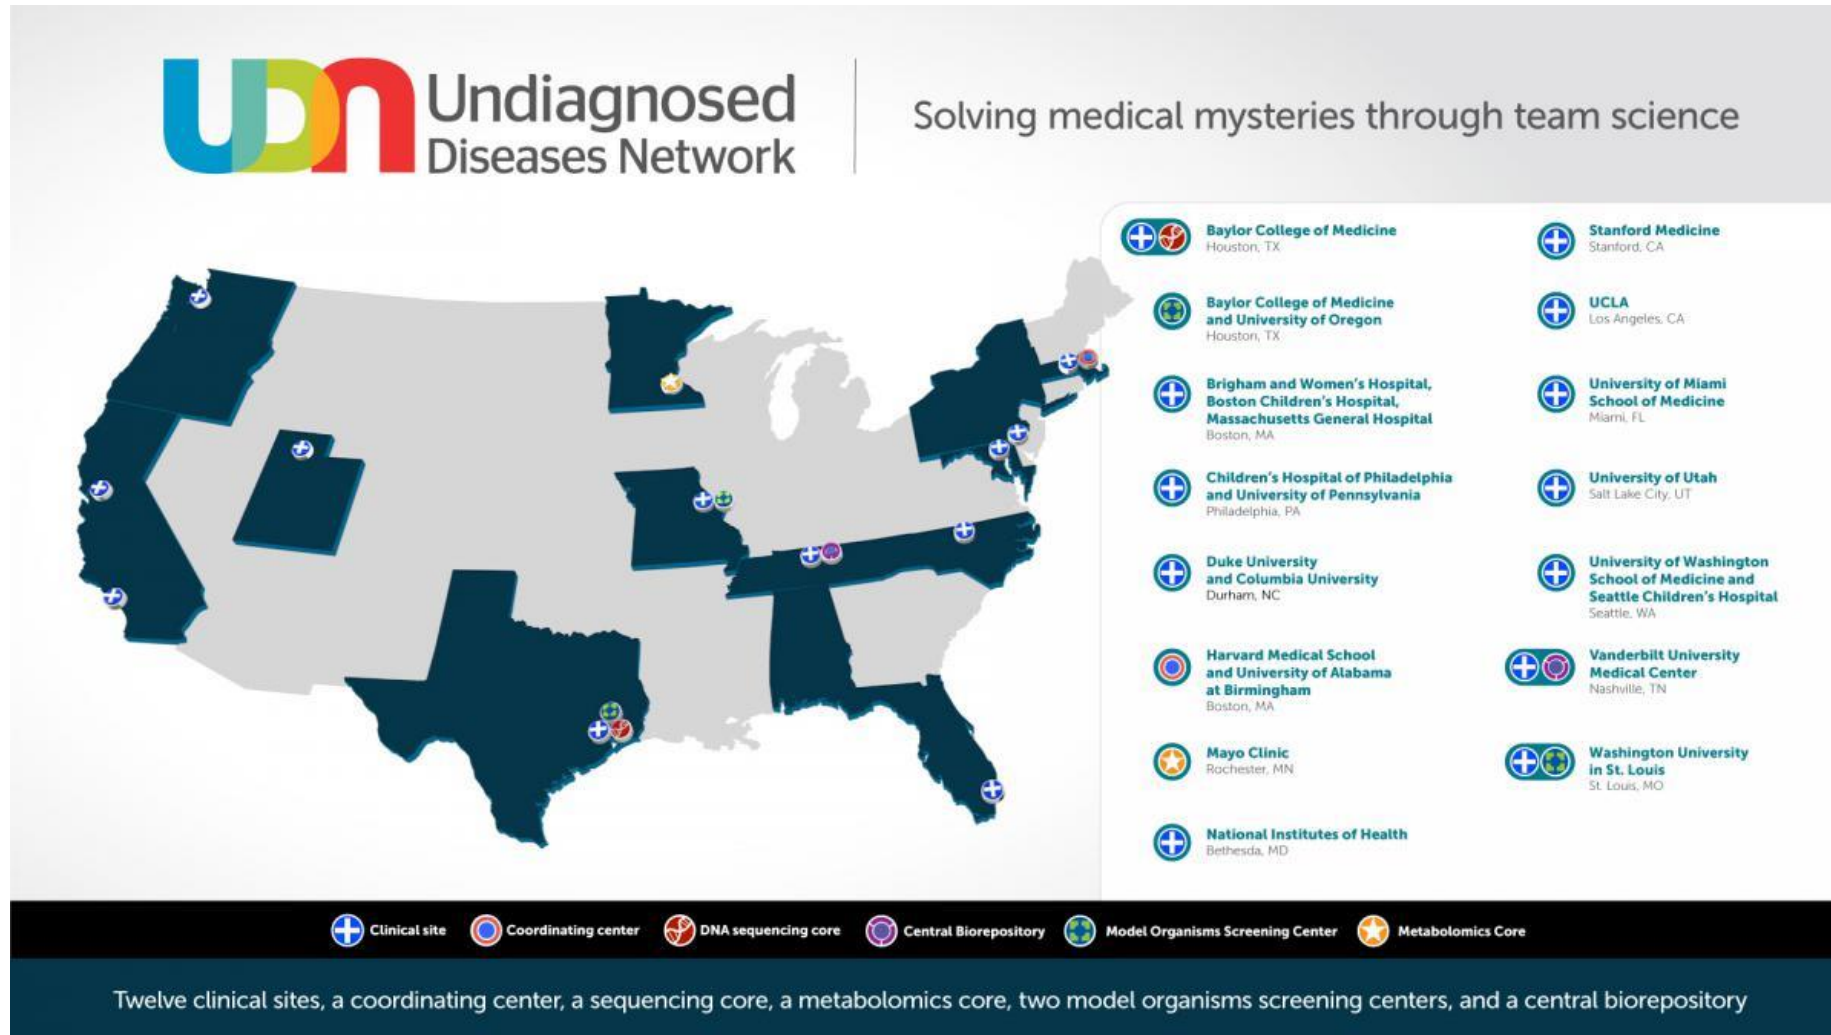 UDN Undiagnosed
Diseases Network
Solving medical mysteries through team science
Baylor College of Medicine
Houston, TX
Baylor College of Medicine
and University of Oregon
Houston, TX
Brigham and Women's Hospital,
Boston Children's Hospital,
Massachusetts General Hospital
Boston, MA
Children's Hospital of Philadelphia
and University of Pennsylvania
Philadelphia, PA
Duke University
and Columbia University
Durham, NC
Harvard Medical School
and University of Alabama
at Birmingham
Boston, MA
Mayo Clinic
Rochester, MN
National Institutes of Health
Bethesda, MD
Stanford Medicine
Stanford, CA
UCLA
Los Angeles, CA
University of Miami
School of Medicine
Miami, FL
University of Utah
Salt Lake City, UT
University of Washington
School of Medicine and
Seattle Children's Hospital
Seattle, WA
Vanderbilt University
Medical Center
Nashville, TN
Washington University
in St. Louis
St. Louis, MO
Clinical site
Coordinating center
DNA sequencing core
Central Biorepository
Model Organisms Screening Center
Metabolomics Core
Twelve clinical sites, a coordinating center, a sequencing core, a metabolomics core, two model organisms screening centers, and a central biorepository